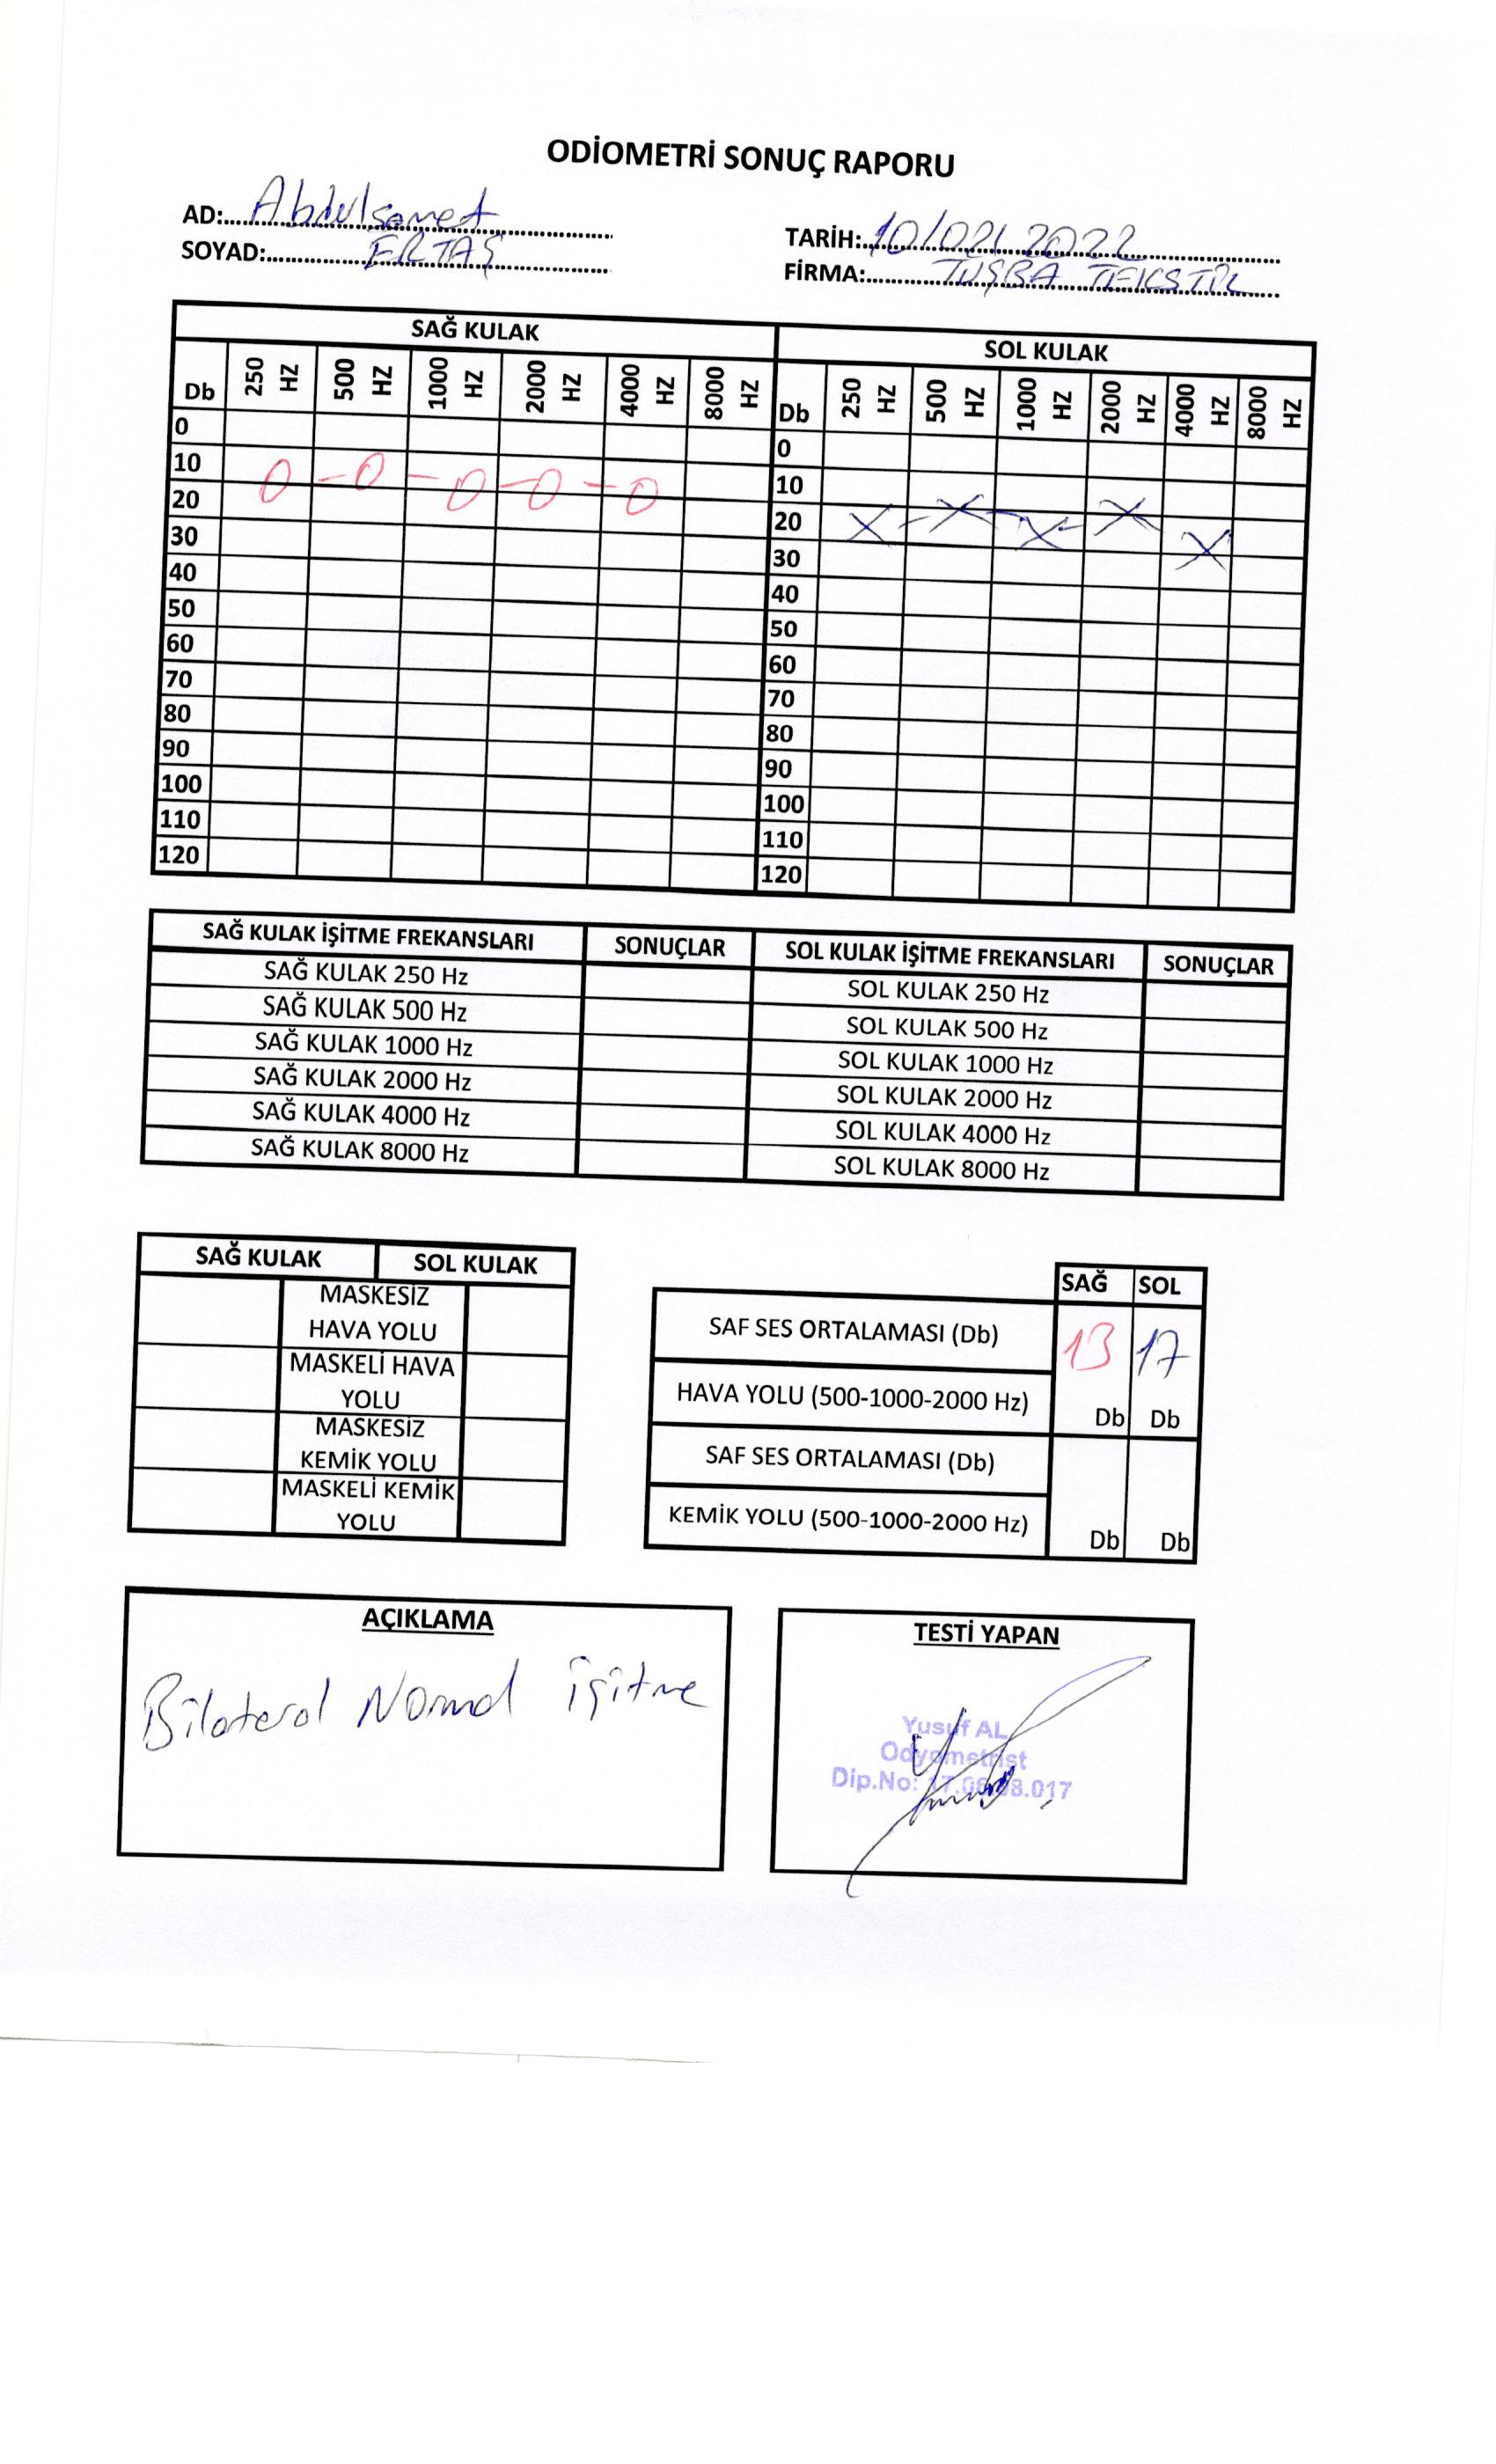 ODİOMETRİ SONUÇ RAPORU
AD: Abdulsamet
SOYAD: ERTAŞ
TARİH: 10/02/2022
FİRMA: TUŞBA TEKSTİL
SAĞ KULAK SOL KULAK
Db 250 HZ 500 HZ 1000 HZ 2000 HZ 4000 HZ 8000 HZ Db 250 HZ 500 HZ 1000 HZ 2000 HZ 4000 HZ 8000 HZ
0 0
10 10
20 20
30 30
40 40
50 50
60 60
70 70
80 80
90 90
100 100
110 110
120 120
SAĞ KULAK İŞİTME FREKANSLARI SONUÇLAR SOL KULAK İŞİTME FREKANSLARI SONUÇLAR
SAĞ KULAK 250 Hz SOL KULAK 250 Hz
SAĞ KULAK 500 Hz SOL KULAK 500 Hz
SAĞ KULAK 1000 Hz SOL KULAK 1000 Hz
SAĞ KULAK 2000 Hz SOL KULAK 2000 Hz
SAĞ KULAK 4000 Hz SOL KULAK 4000 Hz
SAĞ KULAK 8000 Hz SOL KULAK 8000 Hz
SAĞ KULAK SOL KULAK
MASKESİZ
HAVA YOLU
MASKELİ HAVA
YOLU
MASKESİZ
KEMİK YOLU
MASKELİ KEMİK
YOLU
SAĞ SOL
SAF SES ORTALAMASI (Db) 13 17
HAVA YOLU (500-1000-2000 Hz) Db Db
SAF SES ORTALAMASI (Db)
KEMİK YOLU (500-1000-2000 Hz) Db Db
AÇIKLAMA
Bilateral Normal işitme
TESTİ YAPAN
Yusuf AL
Odyometrist
Dip.No: